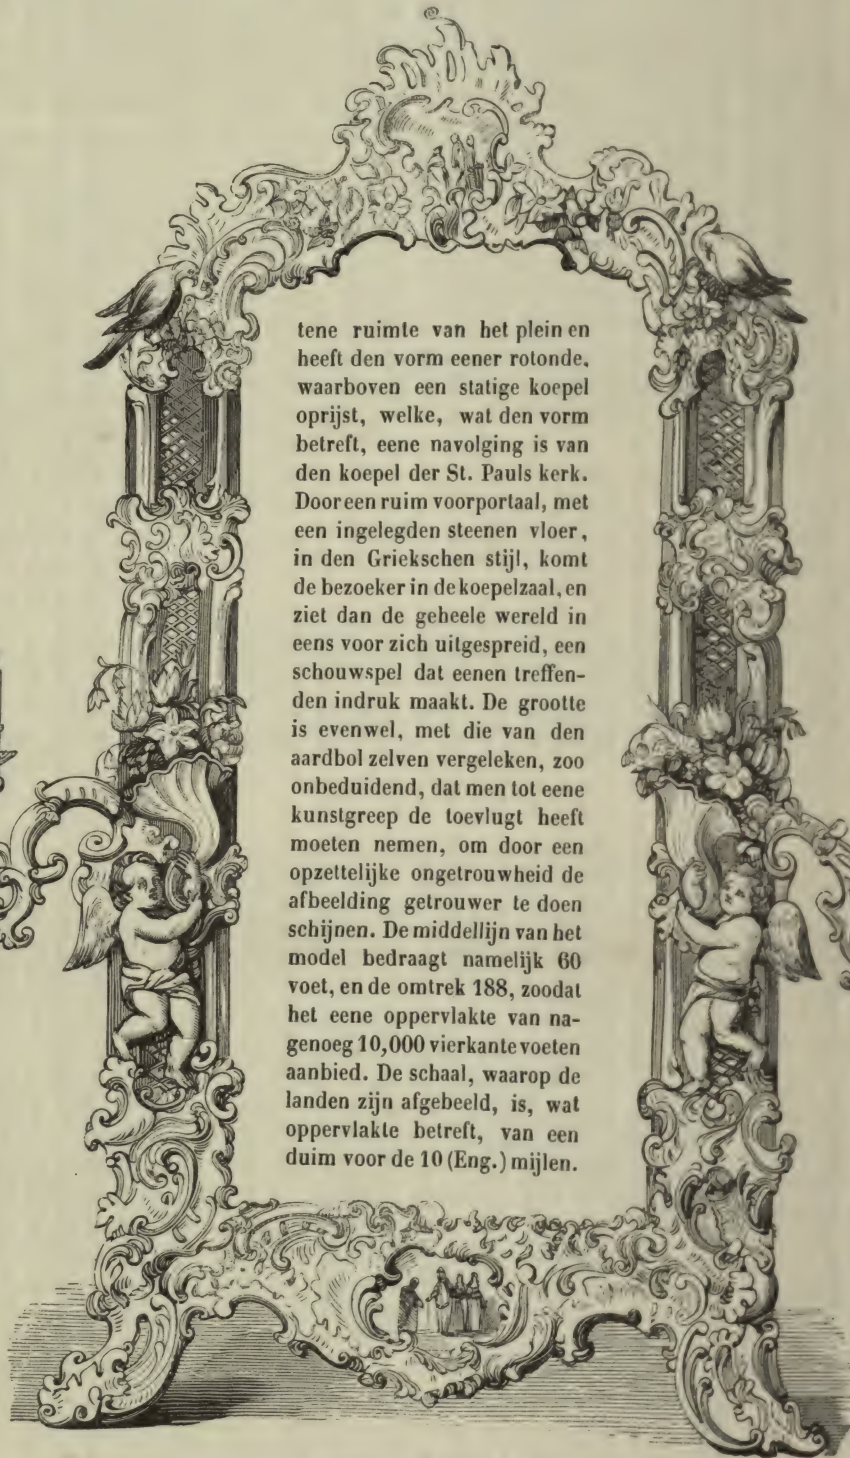 tene ruimte van het plein en
heeft den vorm eener rotonde,
waarboven een statige koepel
oprijst, welke, wat den vorm
betreft, eene navolging is van
den koepel der St. Pauls kerk.
Door een ruim voorportaal, met
een ingelegden steenen vloer,
in den Griekschen stijl, komt
de bezoeker in de koepelzaal, en
ziet dan de geheele wereld in
eens voor zich uitgespreid, een
schouwspel dat eenen treffen-
den indruk maakt. De grootte
is evenwel, met die van den
aardbol zelven vergeleken, zoo
onbeduidend, dat men tot eene
kunstgreep de toevlugt heeft
moeten nemen, om door een
opzettelijke ongetrouwheid de
afbeelding getrouwer te doen
schijnen. De middellijn van het
model bedraagt namelijk 60
voet, en de omtrek 188, zoodat
het eene oppervlakte van na-
genoeg 10,000 vierkante voeten
aanbied. De schaal, waarop de
landen zijn afgebeeld, is, wat
oppervlakte betreft, van een
duim voor de 10 (Eng.) mijlen.